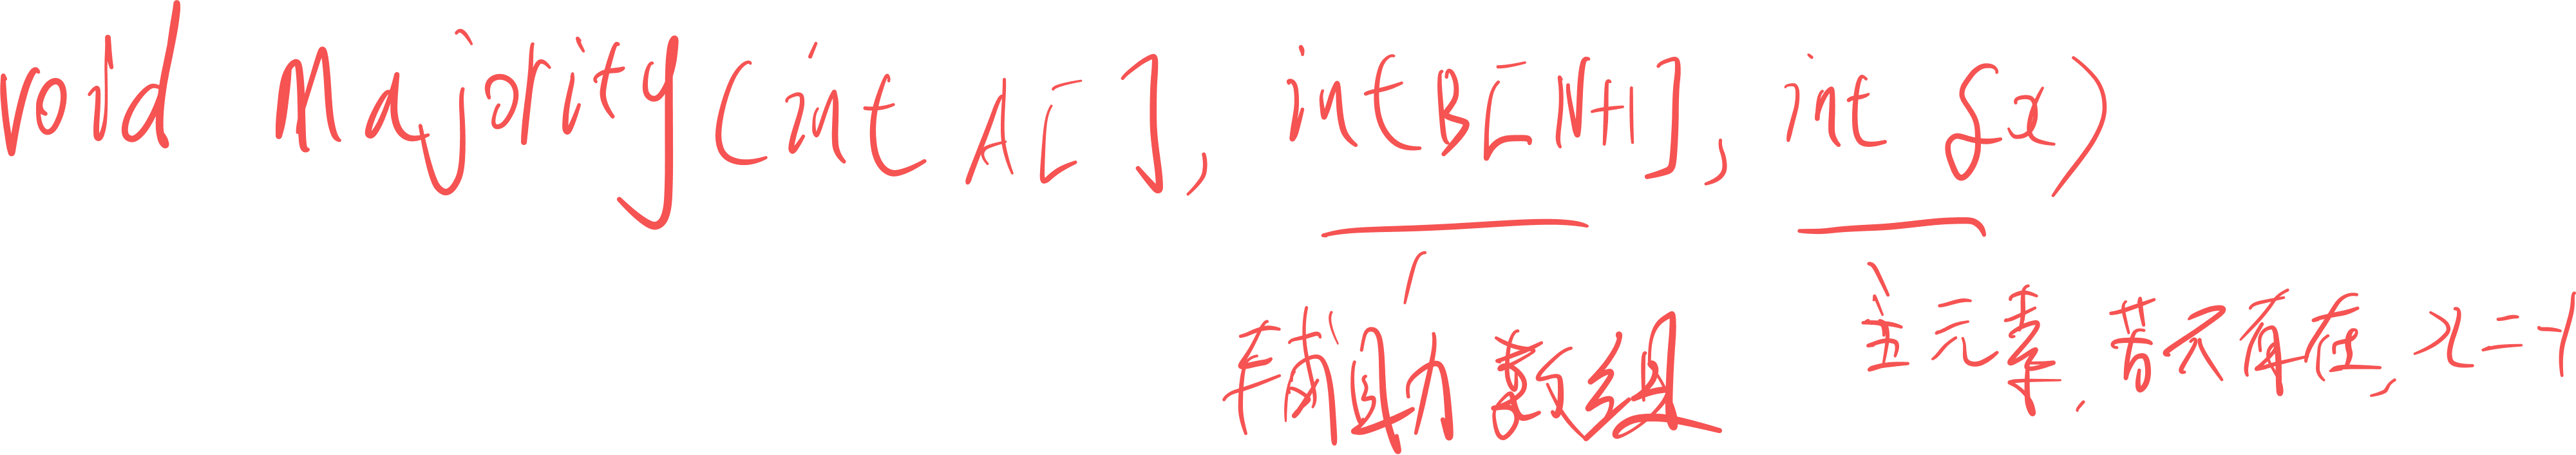 void Majority(int A[], int B[N+1], int &x)
辅助数组 主元素, 若不存在, x=-1